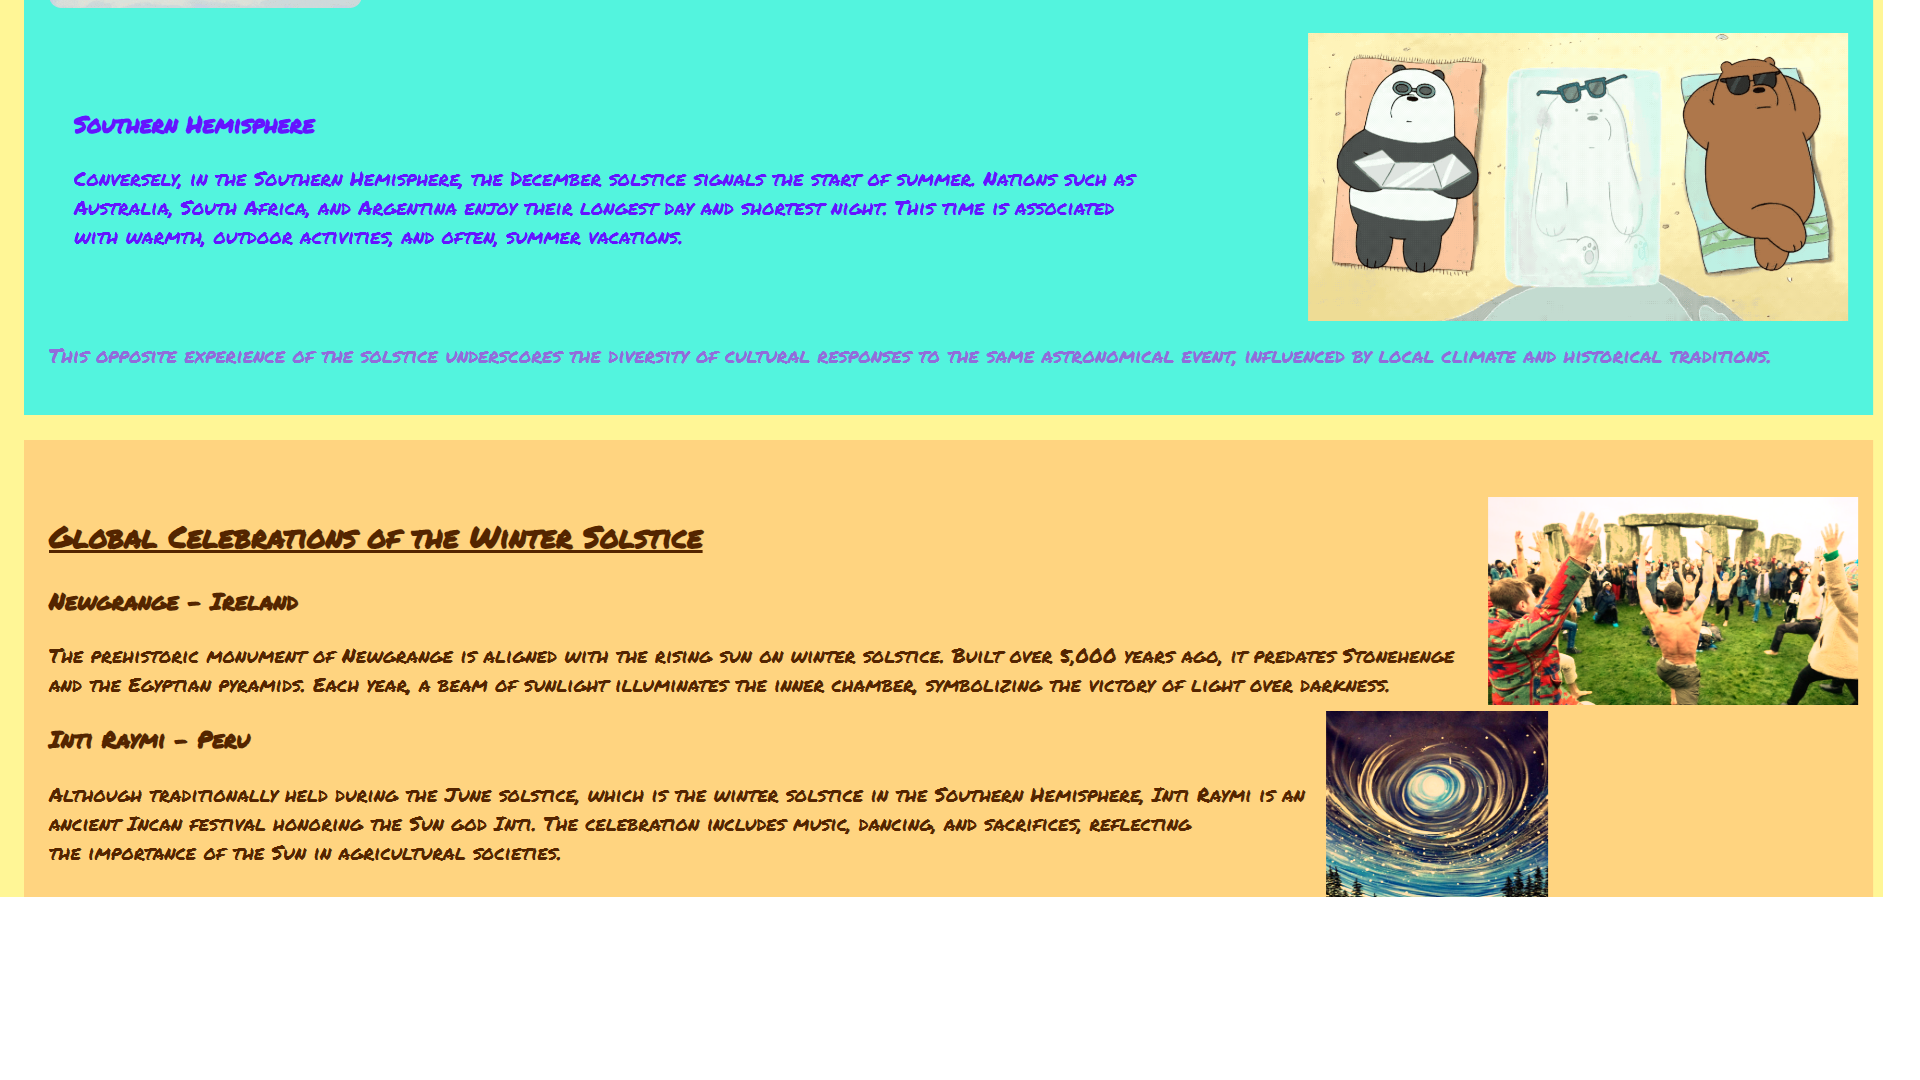 Southern Hemisphere
Conversely, in the Southern Hemisphere, the December solstice signals the start of summer. Nations such as
Australia, South Africa, and Argentina enjoy their longest day and shortest night. This time is associated
with warmth, outdoor activities, and often, summer vacations.
This opposite experience of the solstice underscores the diversity of cultural responses to the same astronomical event, influenced by local climate and historical traditions.
Global Celebrations of the Winter Solstice
Newgrange – Ireland
The prehistoric monument of Newgrange is aligned with the rising sun on winter solstice. Built over 5,000 years ago, it predates Stonehenge
and the Egyptian pyramids. Each year, a beam of sunlight illuminates the inner chamber, symbolizing the victory of light over darkness.
Inti Raymi – Peru
Although traditionally held during the June solstice, which is the winter solstice in the Southern Hemisphere, Inti Raymi is an
ancient Incan festival honoring the Sun god Inti. The celebration includes music, dancing, and sacrifices, reflecting
the importance of the Sun in agricultural societies.